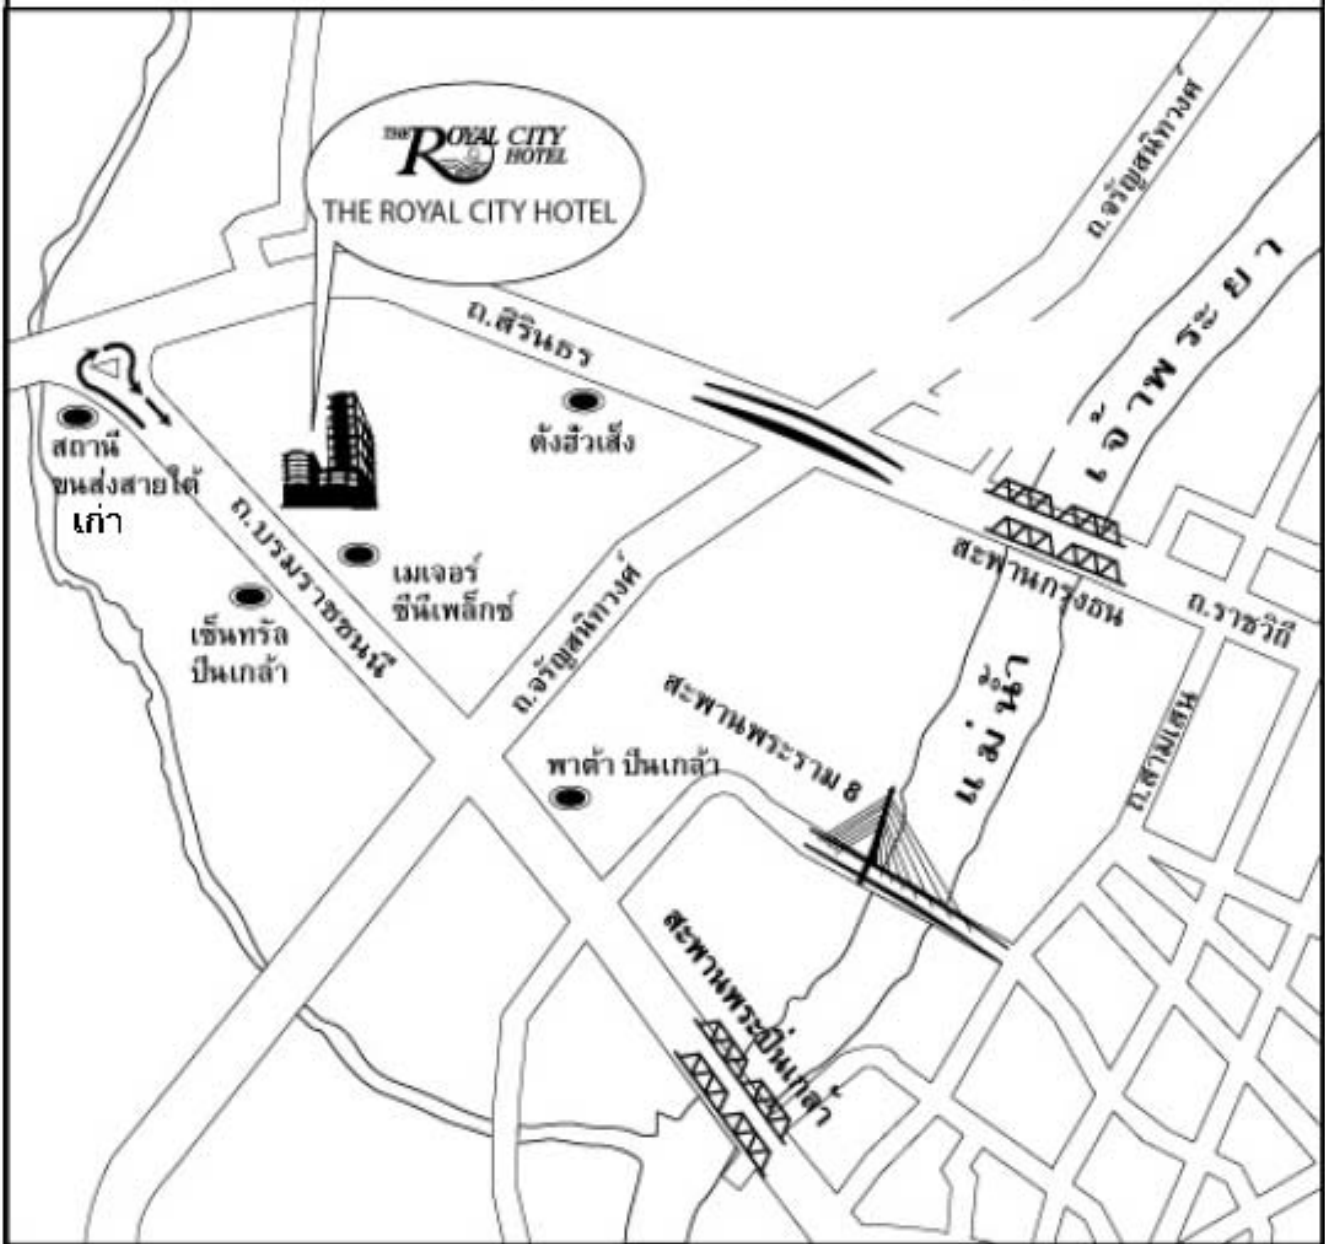 THE ROYAL CITY
HOTEL
THE ROYAL CITY HOTEL
ถ.จรัญสนิทวงศ์
แม่น้ำ
เจ้าพระยา
ถ.สิรินธร
ตั้งฮั่วเส็ง
สถานี
ขนส่งสายใต้
เก่า
ถ.บรมราชชนนี
เมเจอร์
ซีนีเพล็กซ์
เซ็นทรัล
ปิ่นเกล้า
ถ.จรัญสนิทวงศ์
สะพานกรุงธน
ถ.ราชวิถี
ถ.สามเสน
สะพานพระราม 8
พาต้า ปิ่นเกล้า
สะพานพระปิ่นเกล้า